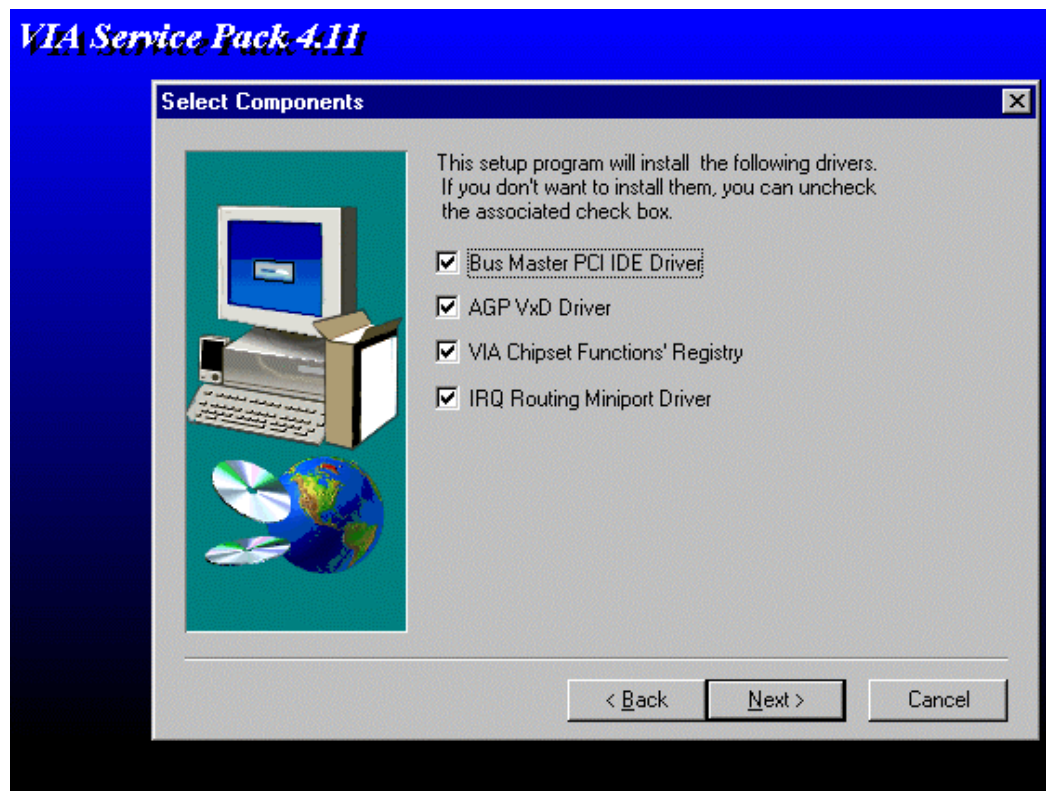 VIA Service Pack 4.11
Select Components
This setup program will install the following drivers.
If you don't want to install them, you can uncheck
the associated check box.
Bus Master PCI IDE Driver
AGP VxD Driver
VIA Chipset Functions' Registry
IRQ Routing Miniport Driver
< Back
Next >
Cancel